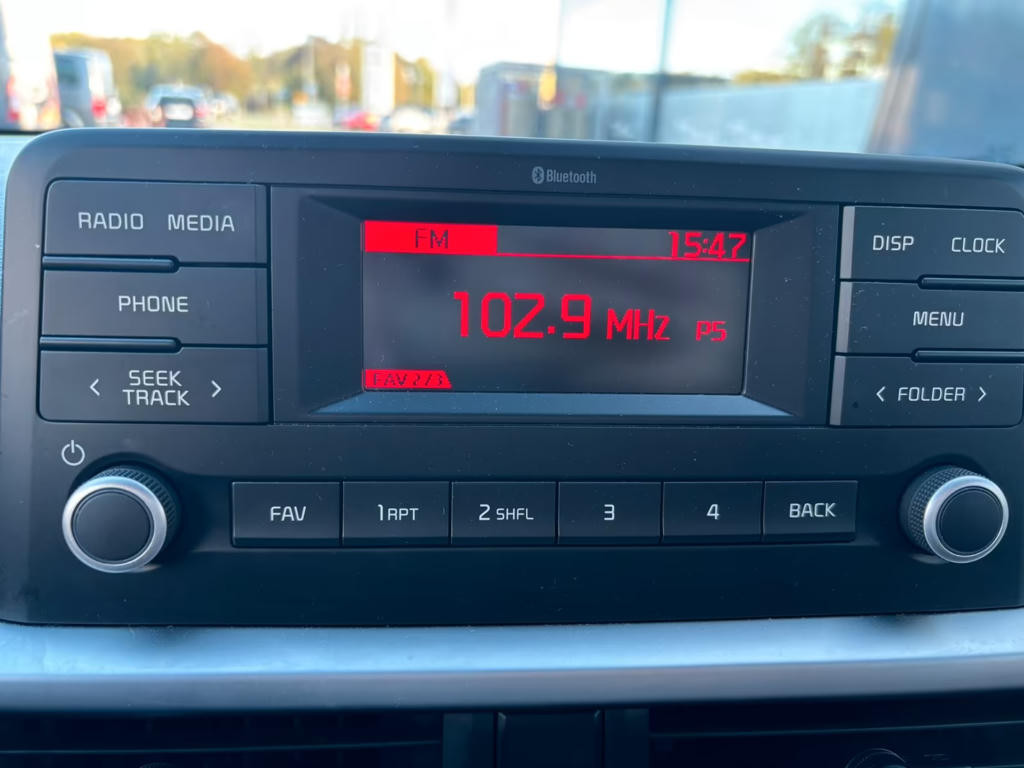 Bluetooth
RADIO MEDIA
PHONE
< SEEK TRACK >
FM 15:47
102.9 MHz P5
FAV 2/3
DISP CLOCK
MENU
< FOLDER >
FAV 1 RPT 2 SHFL 3 4 BACK